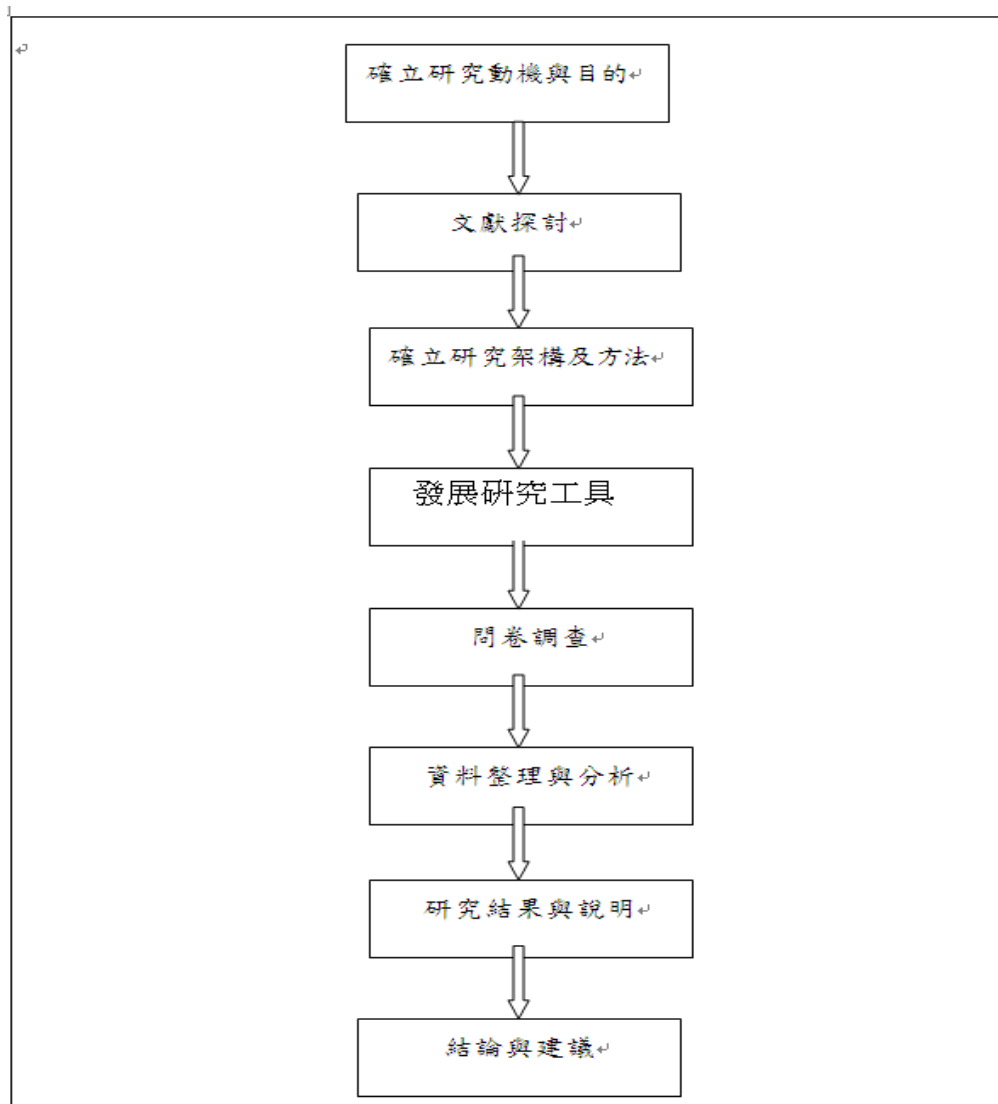 確立研究動機與目的
文獻探討
確立研究架構及方法
發展研究工具
問卷調查
資料整理與分析
研究結果與說明
結論與建議